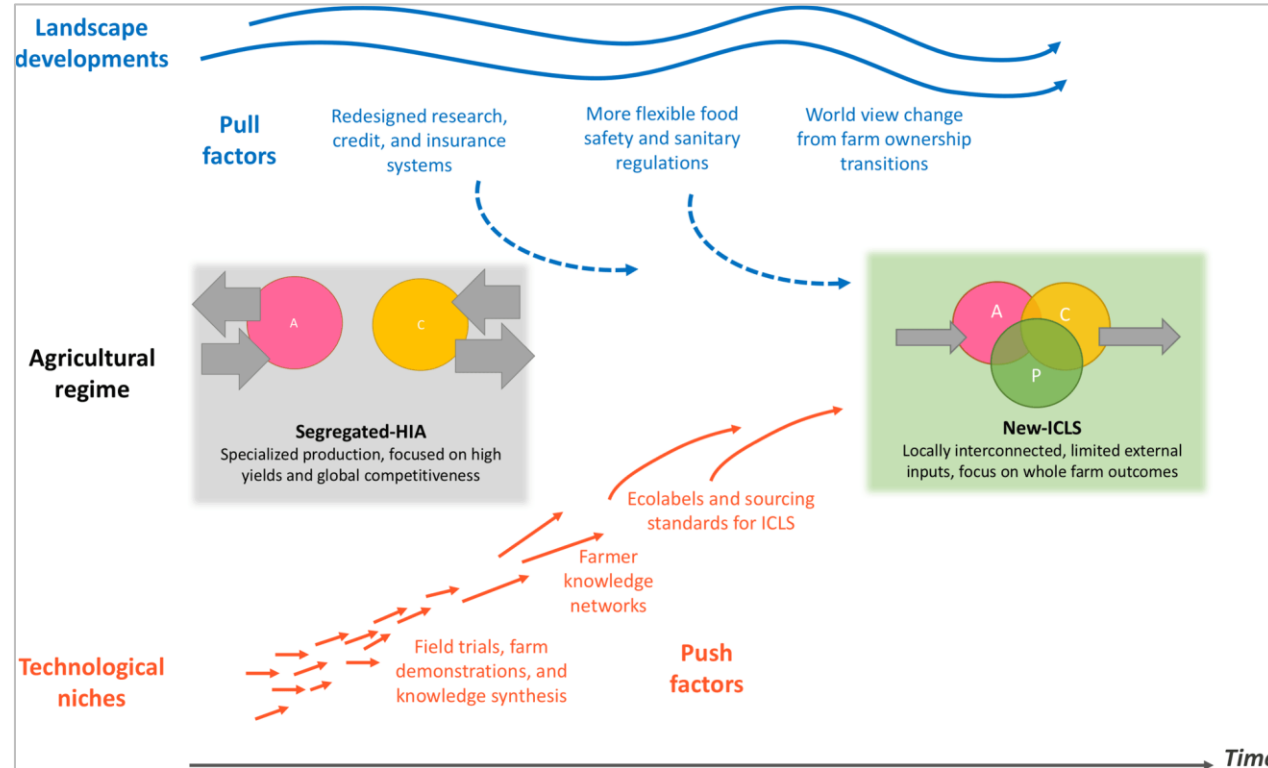 Landscape
developments
Pull
factors
Redesigned research,
credit, and insurance
systems
More flexible food
safety and sanitary
regulations
World view change
from farm ownership
transitions
Agricultural
regime
A
C
Segregated-HIA
Specialized production, focused on high
yields and global competitiveness
A
C
P
New-ICLS
Locally interconnected, limited external
inputs, focus on whole farm outcomes
Ecolabels and sourcing
standards for ICLS
Farmer
knowledge
networks
Technological
niches
Field trials, farm
demonstrations, and
knowledge synthesis
Push
factors
Time